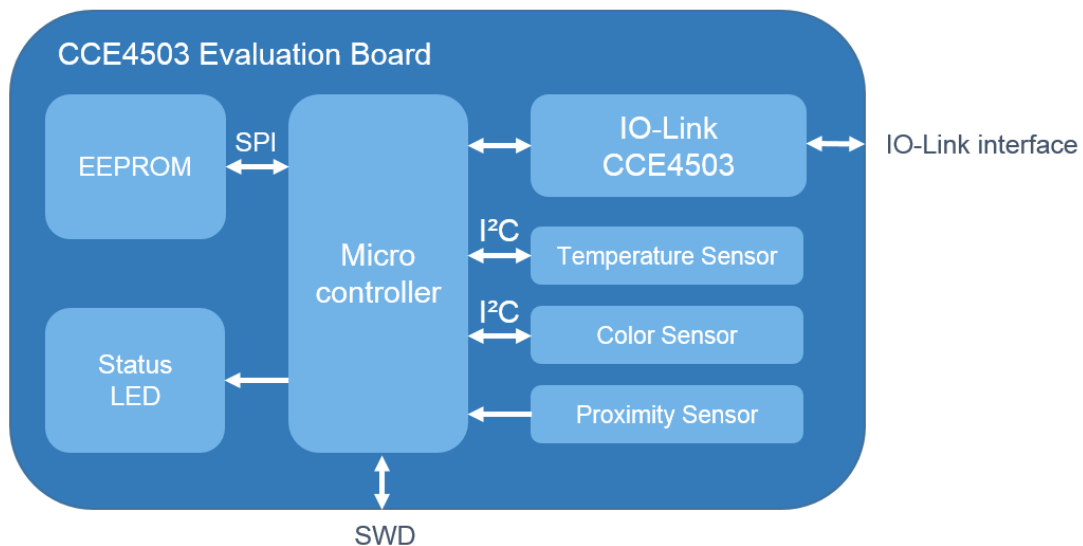 CCE4503 Evaluation Board
EEPROM
SPI
Micro
controller
IO-Link
CCE4503
IO-Link interface
I²C
Temperature Sensor
I²C
Color Sensor
Status
LED
Proximity Sensor
SWD